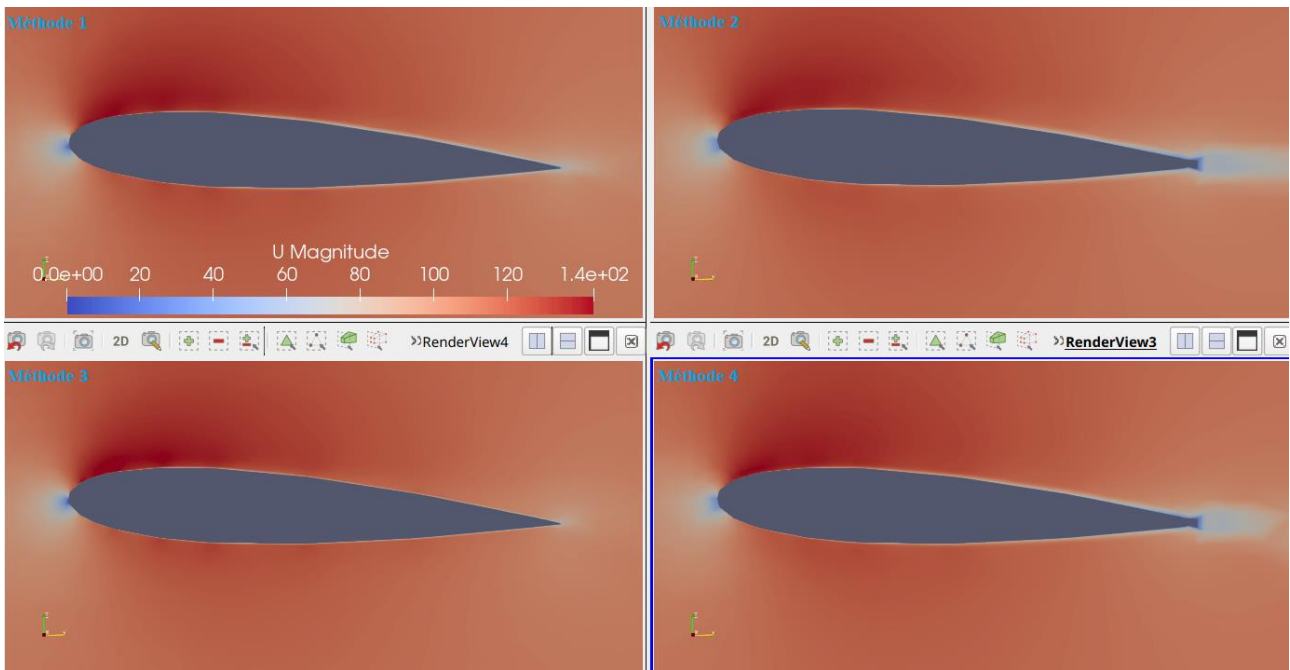 Méthode 1
Méthode 2
U Magnitude
0.0e+00 20 40 60 80 100 120 1.4e+02
2D
RenderView4
2D
RenderView3
Méthode 3
Méthode 4